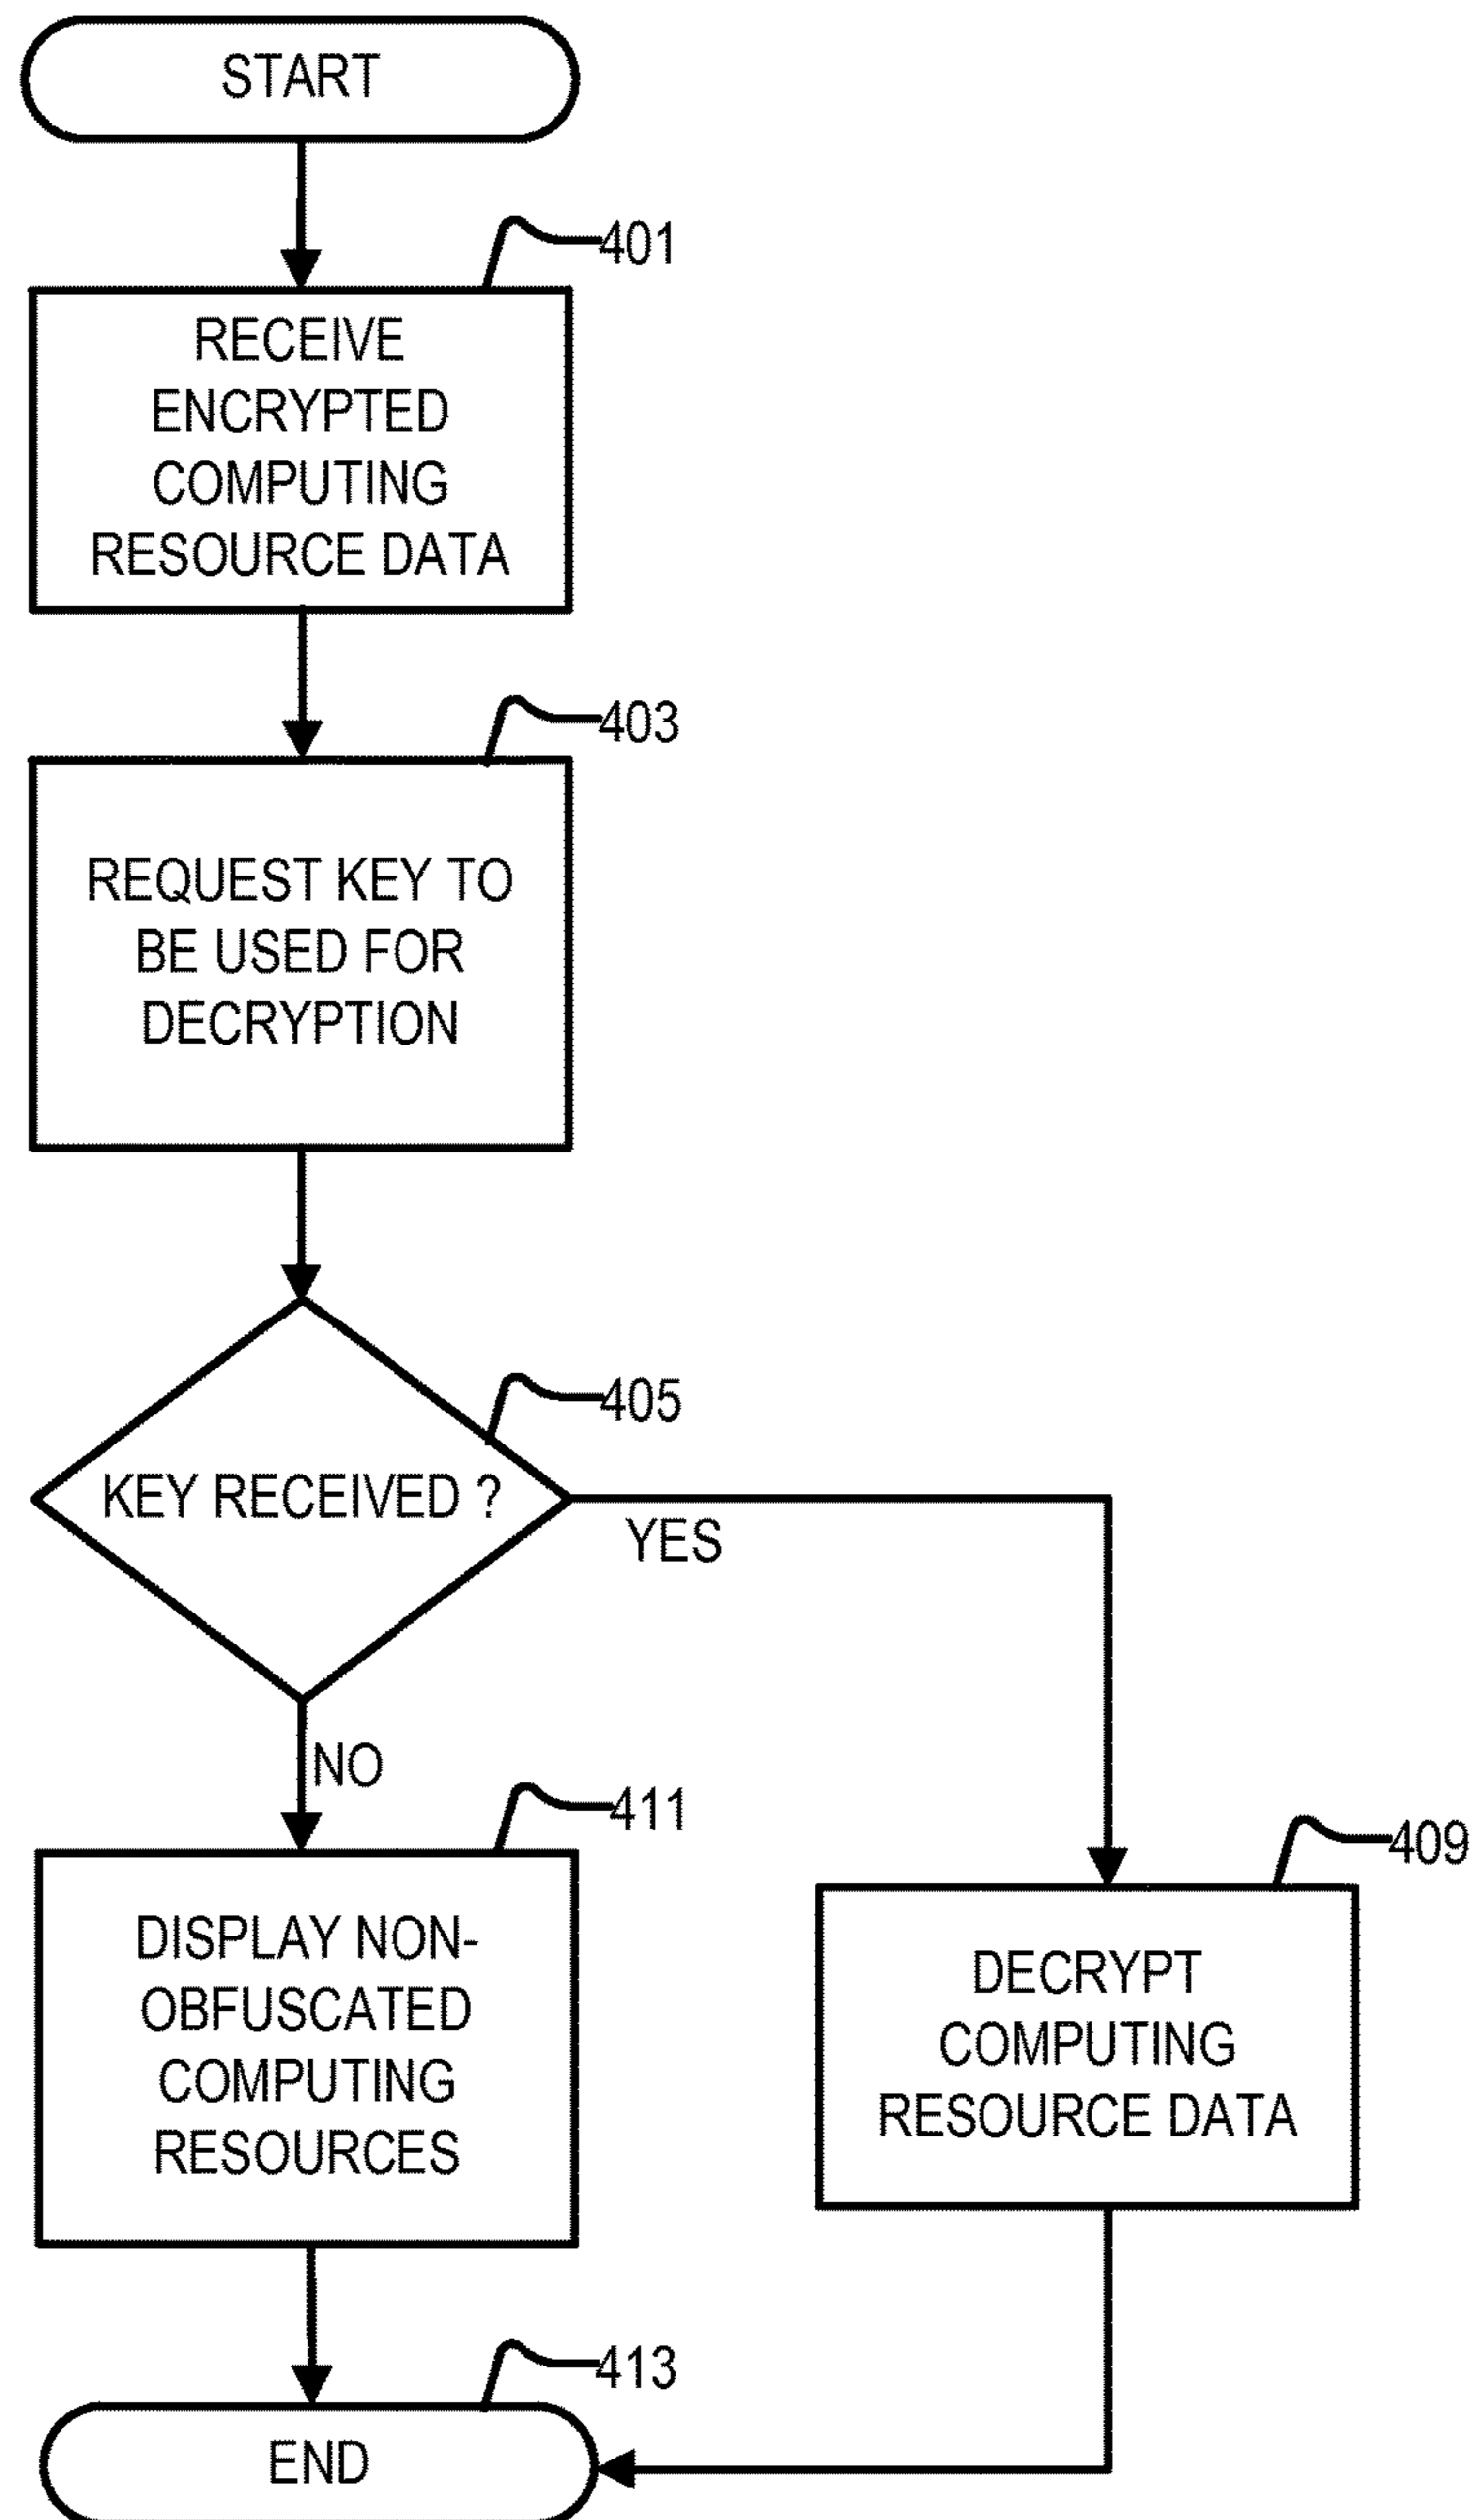 START
401
RECEIVE
ENCRYPTED
COMPUTING
RESOURCE DATA
403
REQUEST KEY TO
BE USED FOR
DECRYPTION
405
KEY RECEIVED ?
YES
NO
411
DISPLAY NON-
OBFUSCATED
COMPUTING
RESOURCES
409
DECRYPT
COMPUTING
RESOURCE DATA
413
END